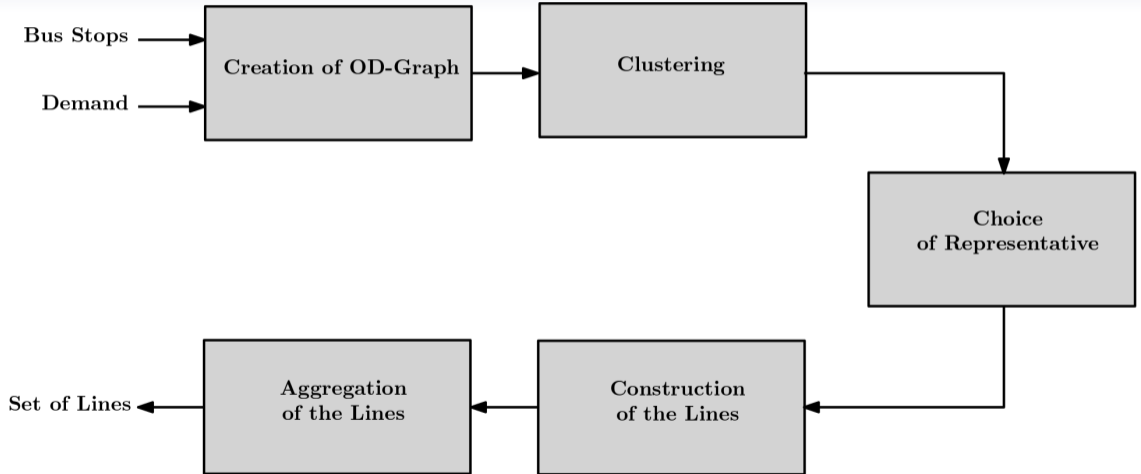 Bus Stops
Creation of OD-Graph
Clustering
Demand
Choice
of Representative
Set of Lines
Aggregation
of the Lines
Construction
of the Lines